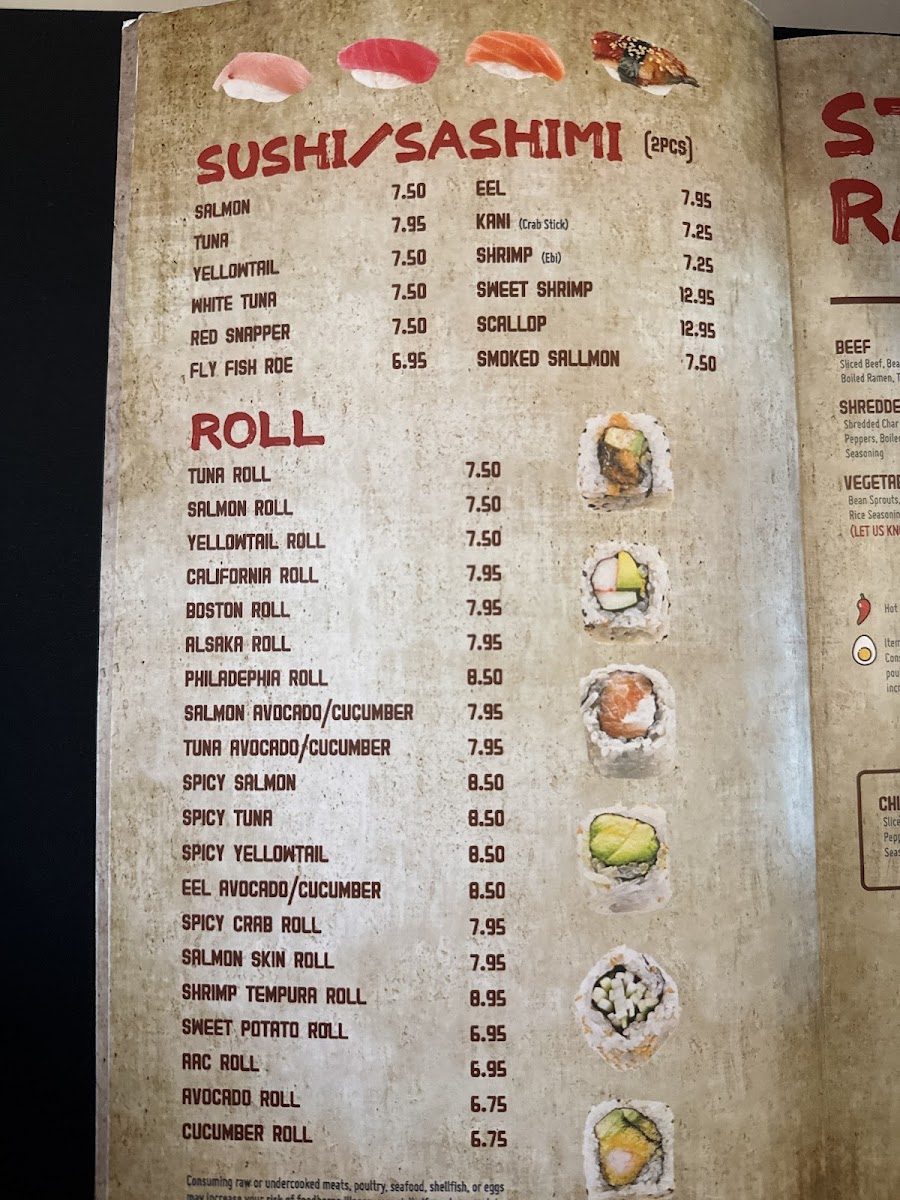 SUSHI/SASHIMI (2PCS)
SALMON 7.50
TUNA 7.95
YELLOWTAIL 7.50
WHITE TUNA 7.50
RED SNAPPER 7.50
FLY FISH ROE 6.95
EEL 7.95
KANI (Crab Stick) 7.25
SHRIMP (Ebi) 7.25
SWEET SHRIMP 12.95
SCALLOP 12.95
SMOKED SALLMON 7.50
ROLL
TUNA ROLL 7.50
SALMON ROLL 7.50
YELLOWTAIL ROLL 7.50
CALIFORNIA ROLL 7.95
BOSTON ROLL 7.95
ALSAKA ROLL 7.95
PHILADEPHIA ROLL 8.50
SALMON AVOCADO/CUCUMBER 7.95
TUNA AVOCADO/CUCUMBER 7.95
SPICY SALMON 8.50
SPICY TUNA 8.50
SPICY YELLOWTAIL 8.50
EEL AVOCADO/CUCUMBER 8.50
SPICY CRAB ROLL 7.95
SALMON SKIN ROLL 7.95
SHRIMP TEMPURA ROLL 8.95
SWEET POTATO ROLL 6.95
AAC ROLL 6.95
AVOCADO ROLL 6.75
CUCUMBER ROLL 6.75
Consuming raw or undercooked meats, poultry, seafood, shellfish, or eggs
BEEF
Sliced Beef,
Boiled Ramen,
Shredded Char
Peppers,
Seasoning
Bean Sprouts,
Rice
(LET US
Hot